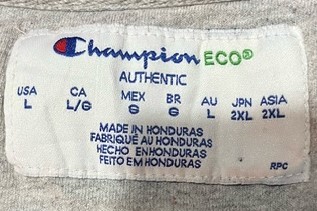 Champion ECO®
AUTHENTIC
USA CA MEX BR AU JPN ASIA
L L/G G G L 2XL 2XL
MADE IN HONDURAS
FABRIQUÉ AU HONDURAS
HECHO EN HONDURAS
FEITO EM HONDURAS
RPC